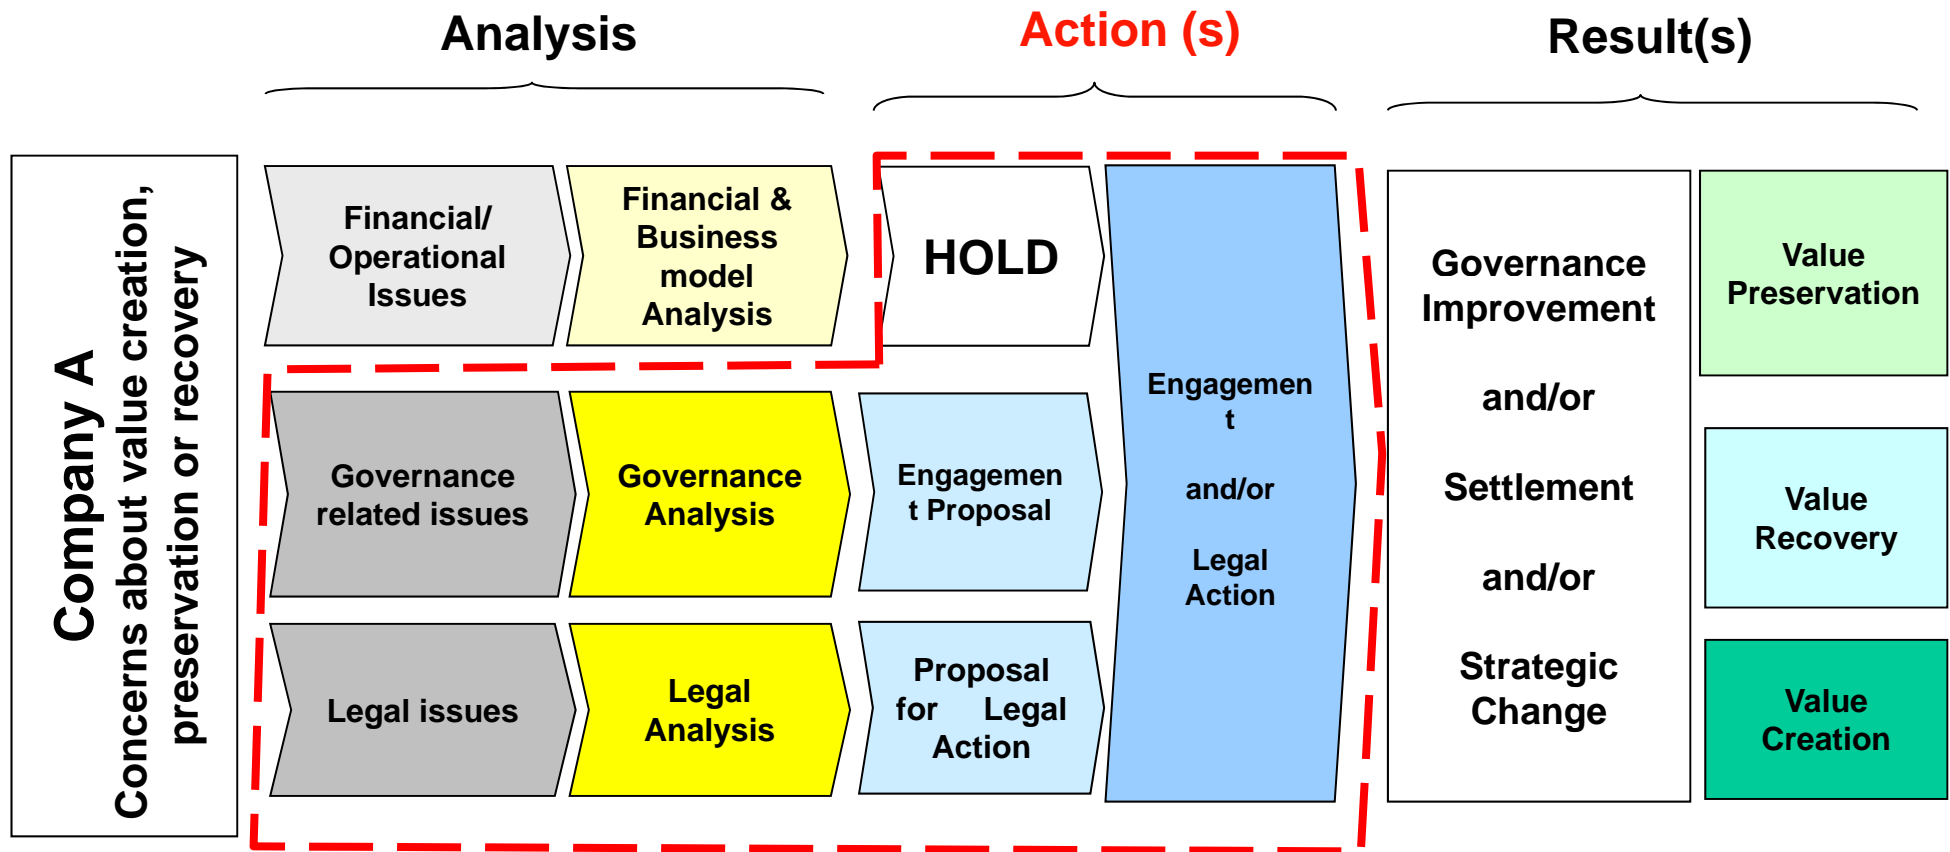 Analysis
Action (s)
Result(s)
Company A
Concerns about value creation,
preservation or recovery
Financial/
Operational
Issues
Financial &
Business
model
Analysis
HOLD
Governance
related issues
Governance
Analysis
Engagemen
t Proposal
Legal issues
Legal
Analysis
Proposal
for Legal
Action
Engagemen
t
and/or
Legal
Action
Governance
Improvement
and/or
Settlement
and/or
Strategic
Change
Value
Preservation
Value
Recovery
Value
Creation